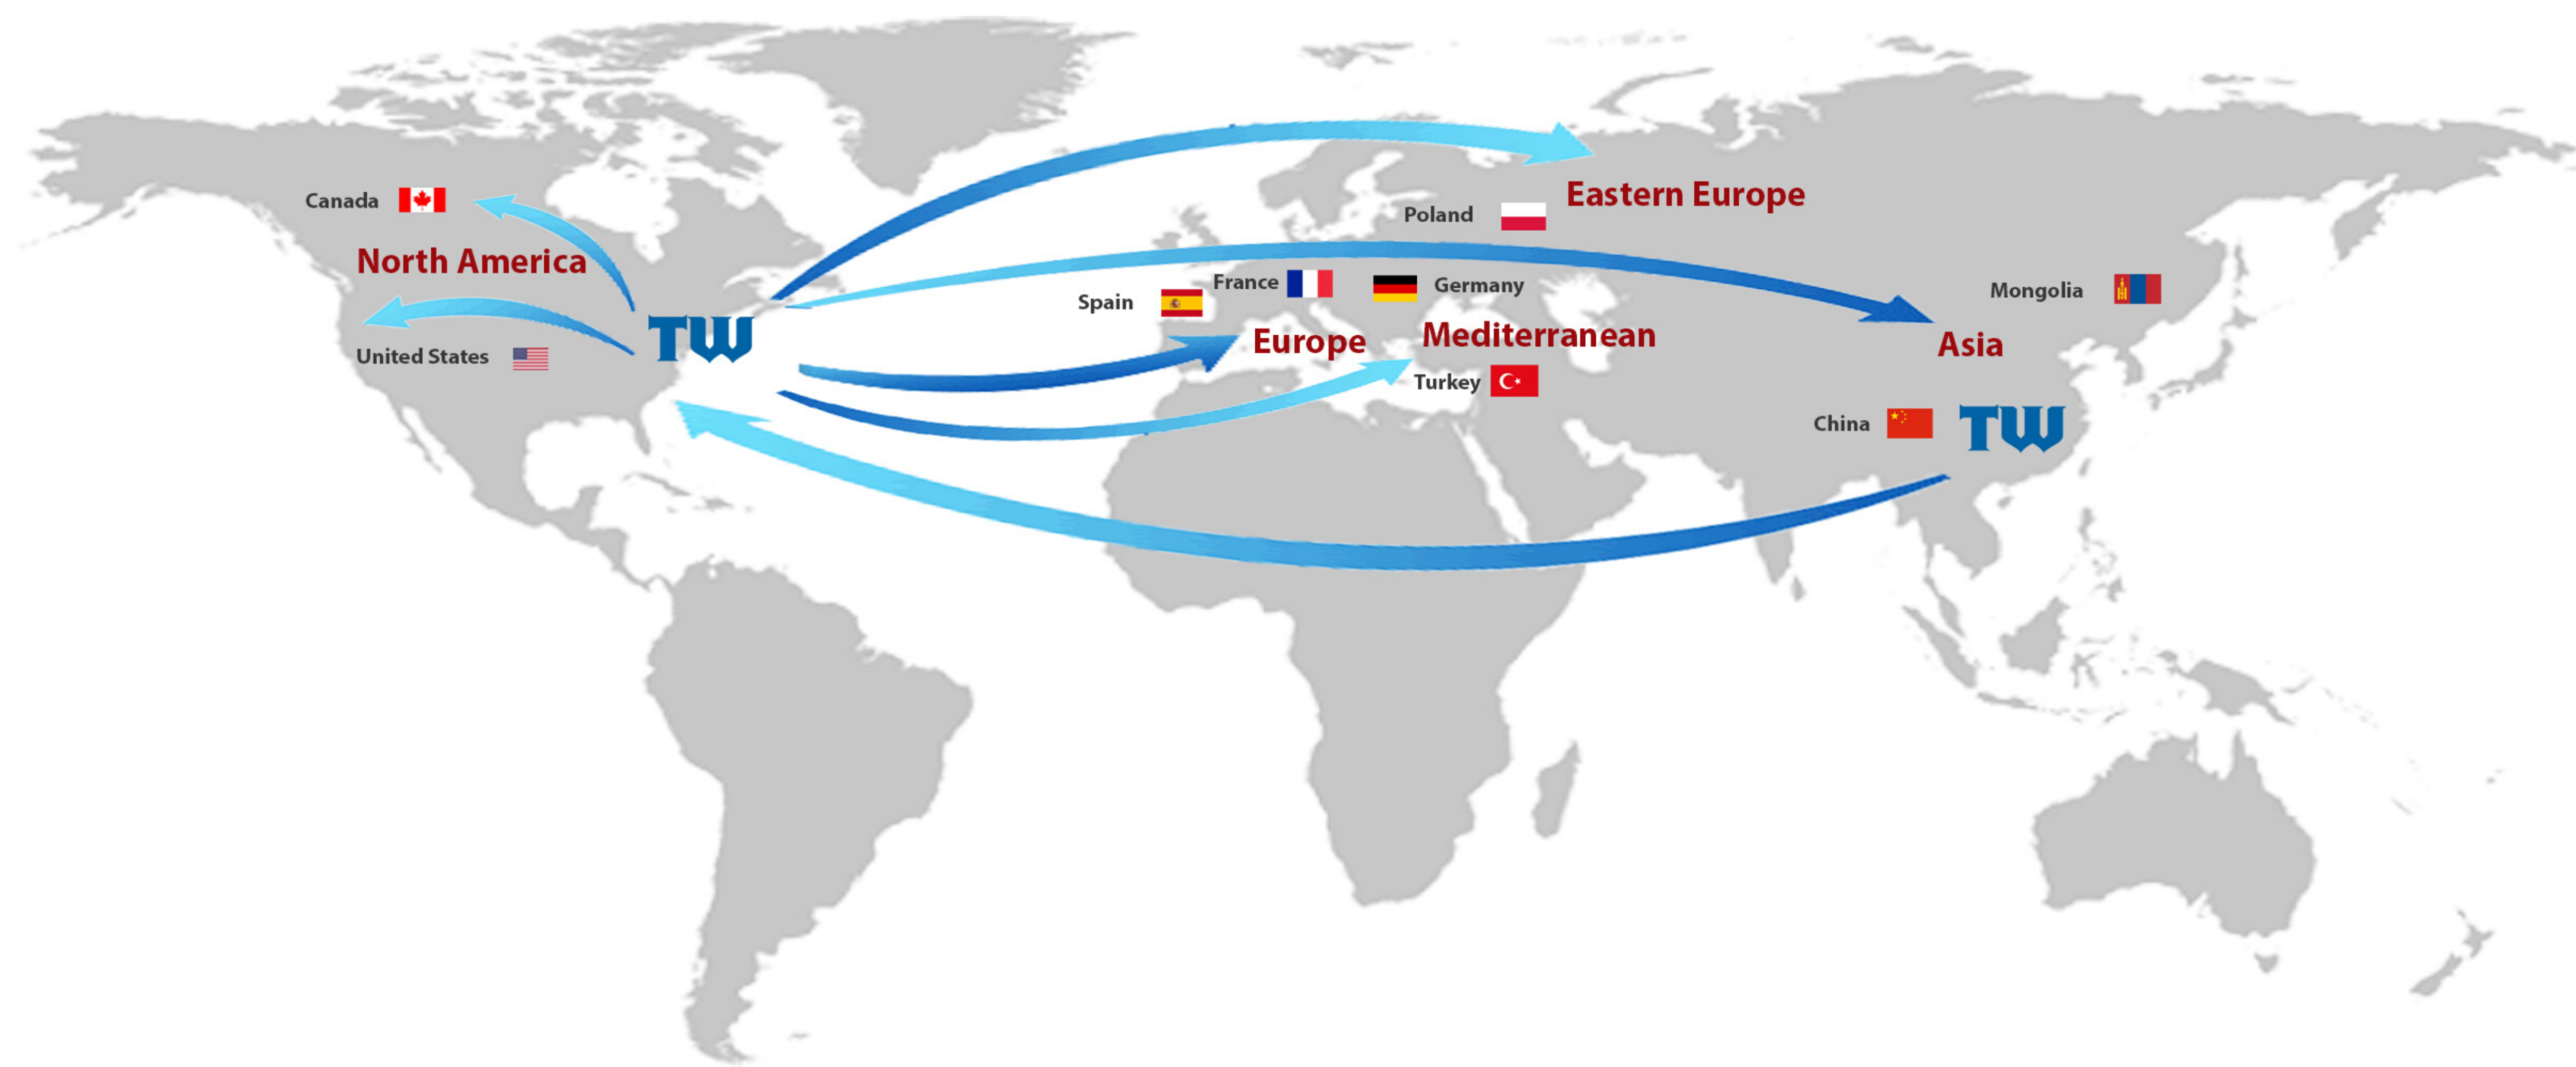 Eastern Europe
Canada
Poland
North America
France
Germany
Mongolia
Spain
TW
Mediterranean
Europe
Asia
United States
Turkey
China
TW